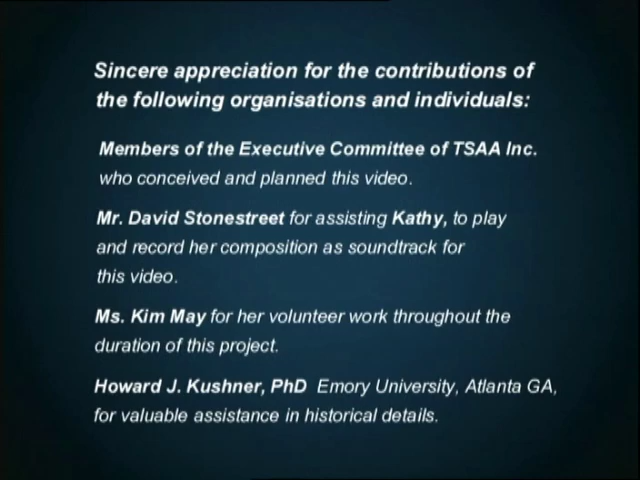 Sincere appreciation for the contributions of
the following organisations and individuals:
Members of the Executive Committee of TSAA Inc.
who conceived and planned this video.
Mr. David Stonestreet for assisting Kathy, to play
and record her composition as soundtrack for
this video.
Ms. Kim May for her volunteer work throughout the
duration of this project.
Howard J. Kushner, PhD Emory University, Atlanta GA,
for valuable assistance in historical details.